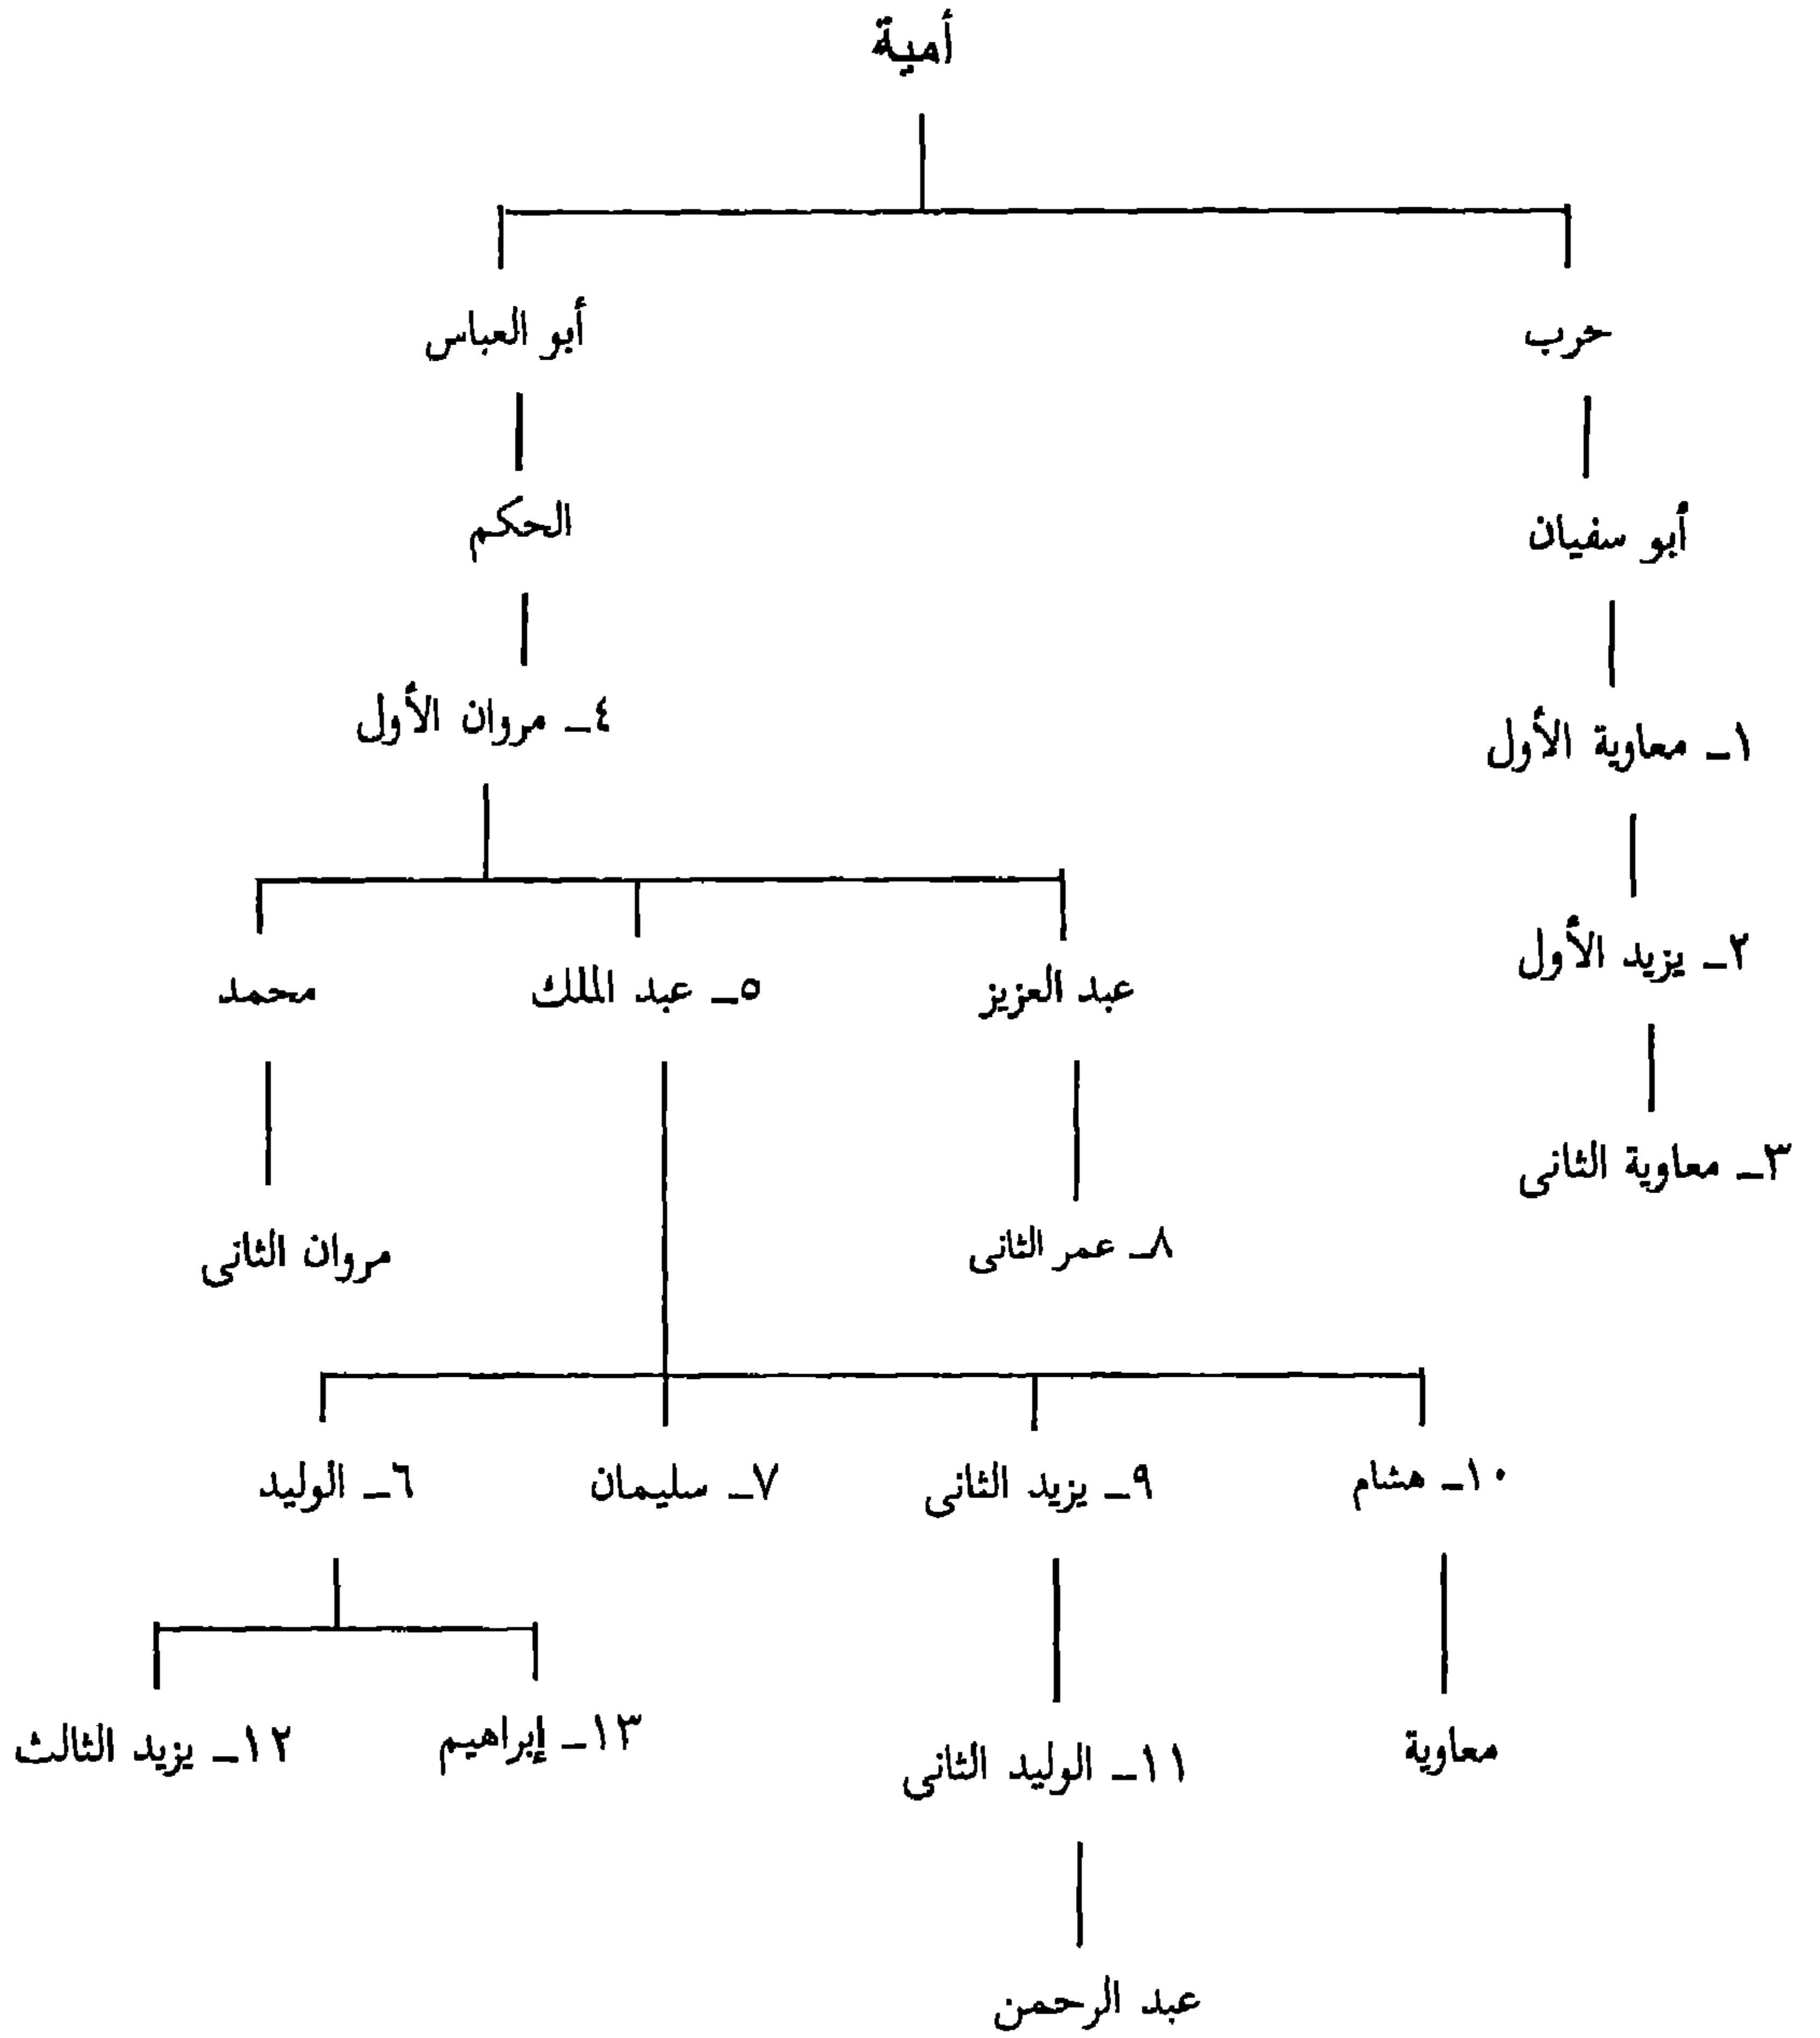 أمية
حرب
أبو العباس
أبو سفيان
الحكم
١ـ معاوية الأول
٤ـ مروان الأول
٢ـ يزيد الأول
عبد العزيز
٥ـ عبد الملك
محمد
٣ـ معاوية الثانى
٨ـ عمر الثانى
مروان الثانى
١٠ـ هشام
٩ـ يزيد الثانى
٧ـ سليمان
٦ـ الوليد
معاوية
١١ـ الوليد الثانى
١٣ـ إبراهيم
١٢ـ يزيد الثالث
عبد الرحمن